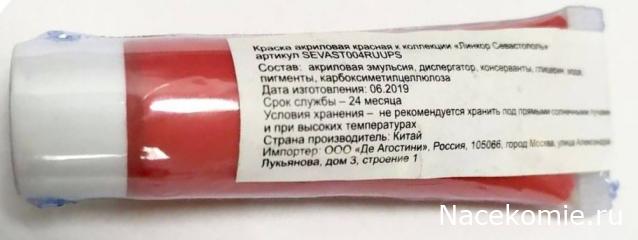 Краска акриловая красная к коллекции «Линкор Севастополь»
артикул SEVAST004RUUPS
Состав: акриловая эмульсия, диспергатор, консерванты, глицерин, вода,
пигменты, карбоксиметилцеллюлоза
Дата изготовления: 06.2019
Срок службы – 24 месяца
Условия хранения – не рекомендуется хранить под прямыми солнечными лучами
и при высоких температурах
Страна производитель: Китай
Импортер: ООО «Де Агостини», Россия, 105066, город Москва, улица Александра
Лукьянова, дом 3, строение 1
Nacekomie.ru